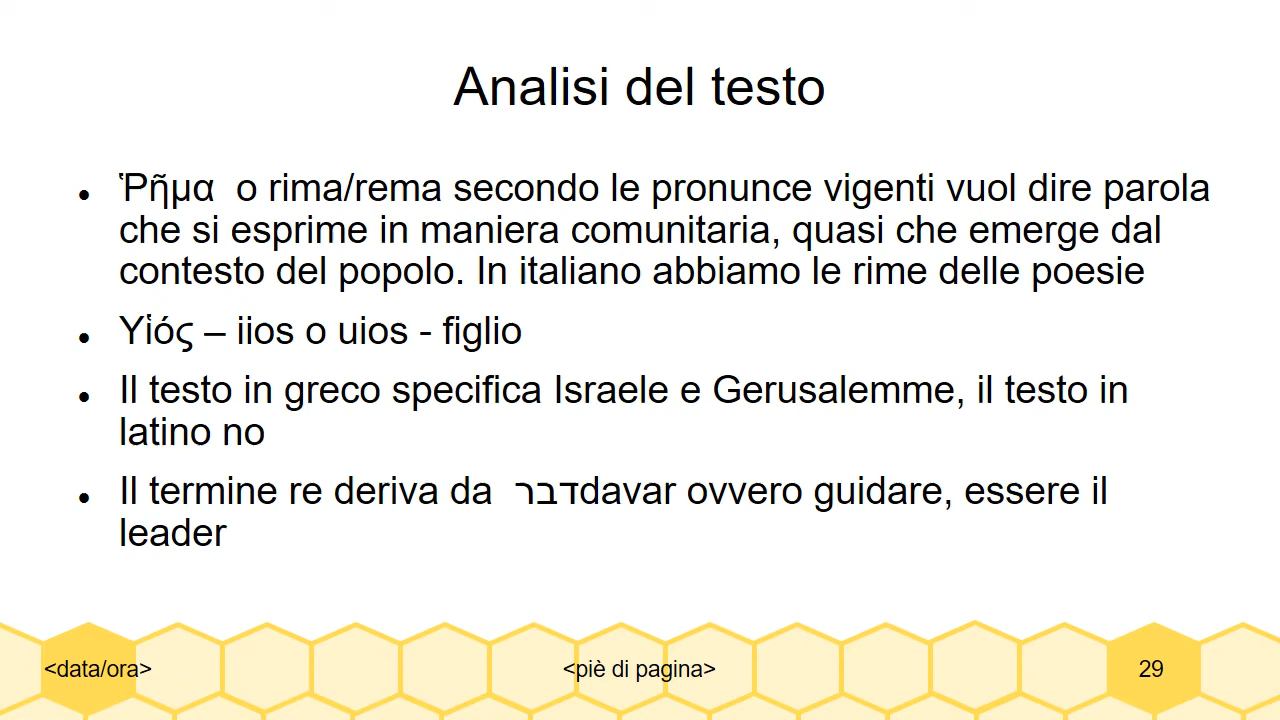 Analisi del testo
Ῥῆμα o rima/rema secondo le pronunce vigenti vuol dire parola
che si esprime in maniera comunitaria, quasi che emerge dal
contesto del popolo. In italiano abbiamo le rime delle poesie
Υἱός – iios o uios - figlio
Il testo in greco specifica Israele e Gerusalemme, il testo in
latino no
Il termine re deriva da דברdavar ovvero guidare, essere il
leader
<data/ora>
<piè di pagina>
29